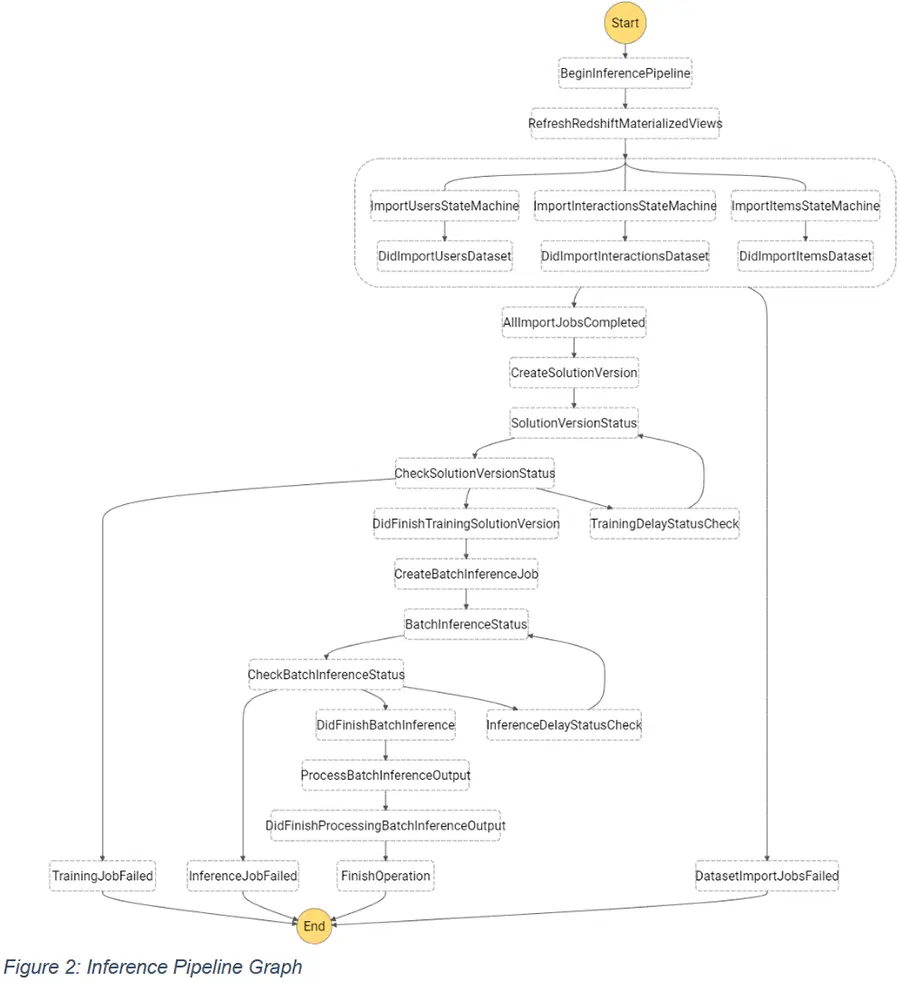 Start
BeginInferencePipeline
RefreshRedshiftMaterializedViews
ImportUsersStateMachine
ImportInteractionsStateMachine
ImportItemsStateMachine
DidImportUsersDataset
DidImportInteractionsDataset
DidImportItemsDataset
AllImportJobsCompleted
CreateSolutionVersion
SolutionVersionStatus
CheckSolutionVersionStatus
DidFinishTrainingSolutionVersion
TrainingDelayStatusCheck
CreateBatchInferenceJob
BatchInferenceStatus
CheckBatchInferenceStatus
DidFinishBatchInference
InferenceDelayStatusCheck
ProcessBatchInferenceOutput
DidFinishProcessingBatchInferenceOutput
TrainingJobFailed
InferenceJobFailed
FinishOperation
DatasetImportJobsFailed
End
Figure 2: Inference Pipeline Graph